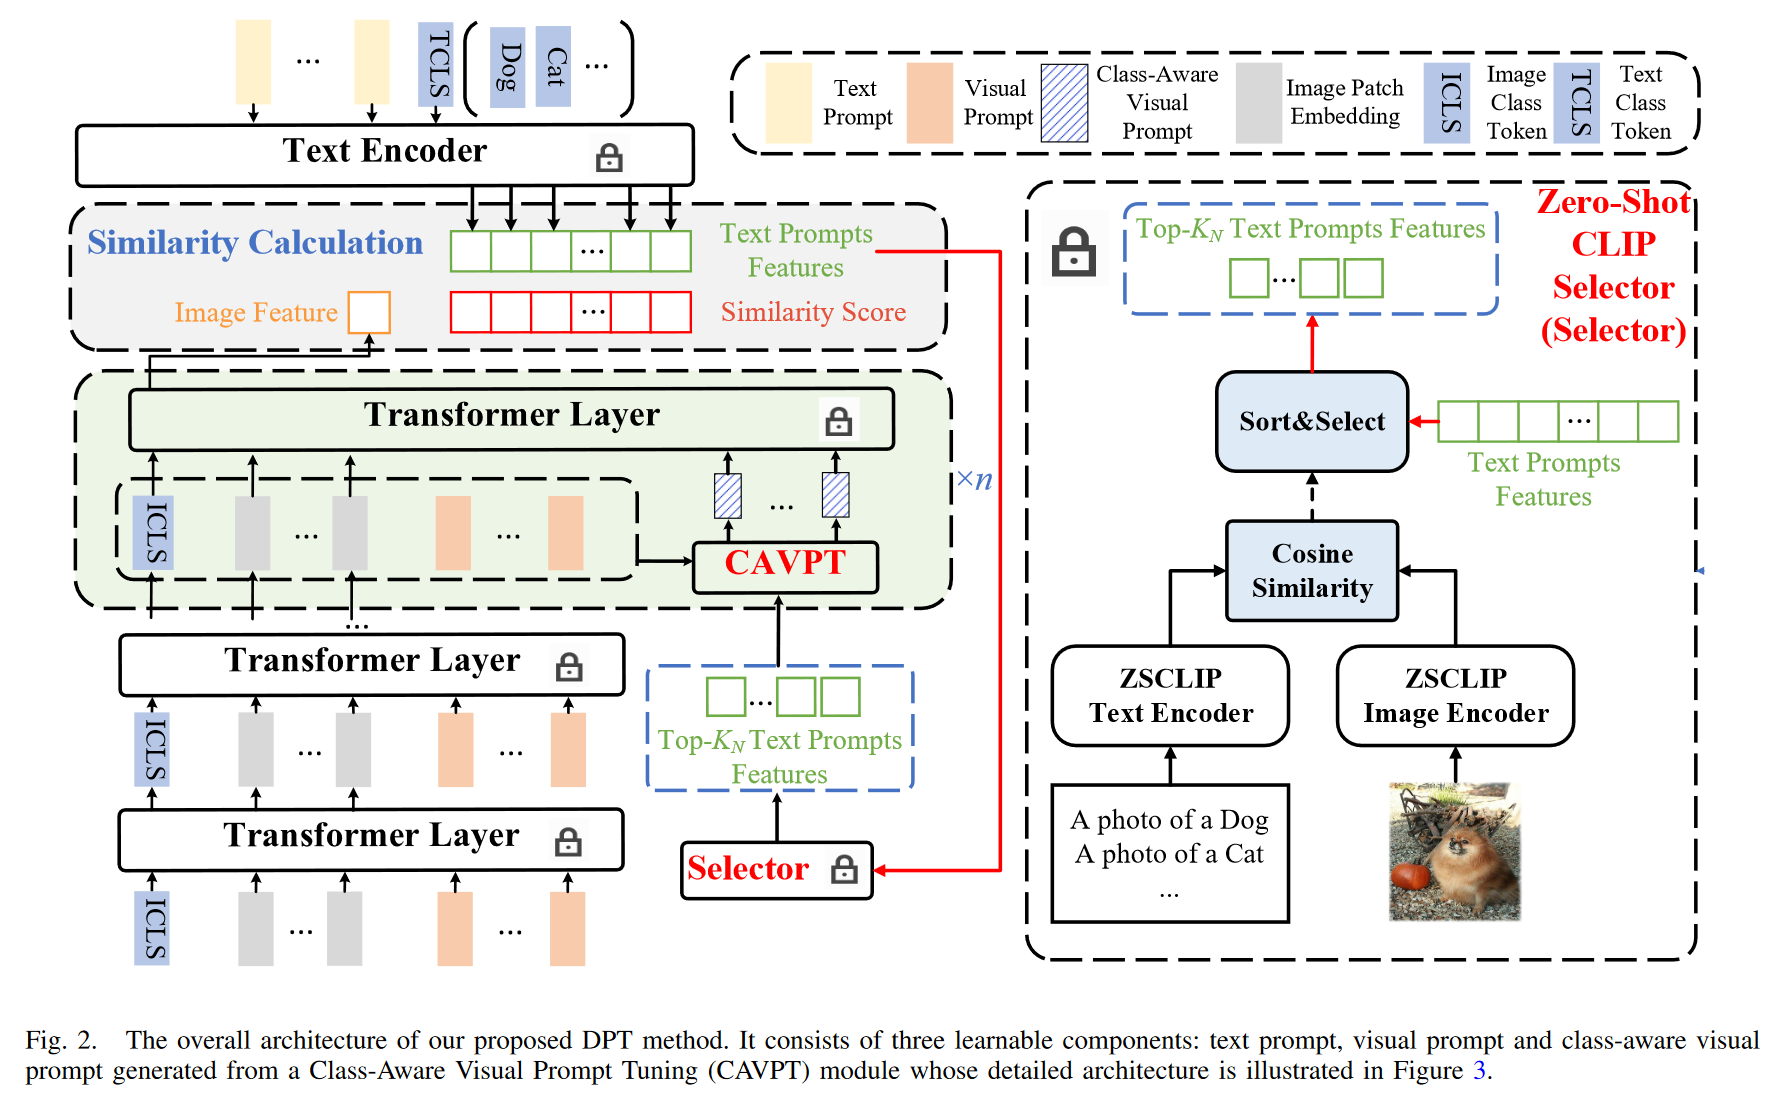 TCLS
Dog
Cat
...
...
Text Encoder
Text
Prompt
Visual
Prompt
Class-Aware
Visual
Prompt
Image Patch
Embedding
ICLS
Image
Class
Token
TCLS
Text
Class
Token
Similarity Calculation
...
Text Prompts
Features
Image Feature
...
Similarity Score
Transformer Layer
ICLS
...
...
...
CAVPT
×n
...
Transformer Layer
ICLS
...
...
Transformer Layer
ICLS
...
...
...
Top-K_N Text Prompts
Features
Selector
Zero-Shot
CLIP
Selector
(Selector)
Top-K_N Text Prompts Features
...
Sort&Select
...
Text Prompts
Features
Cosine
Similarity
ZSCLIP
Text Encoder
ZSCLIP
Image Encoder
A photo of a Dog
A photo of a Cat
...
Fig. 2. The overall architecture of our proposed DPT method. It consists of three learnable components: text prompt, visual prompt and class-aware visual
prompt generated from a Class-Aware Visual Prompt Tuning (CAVPT) module whose detailed architecture is illustrated in Figure 3.